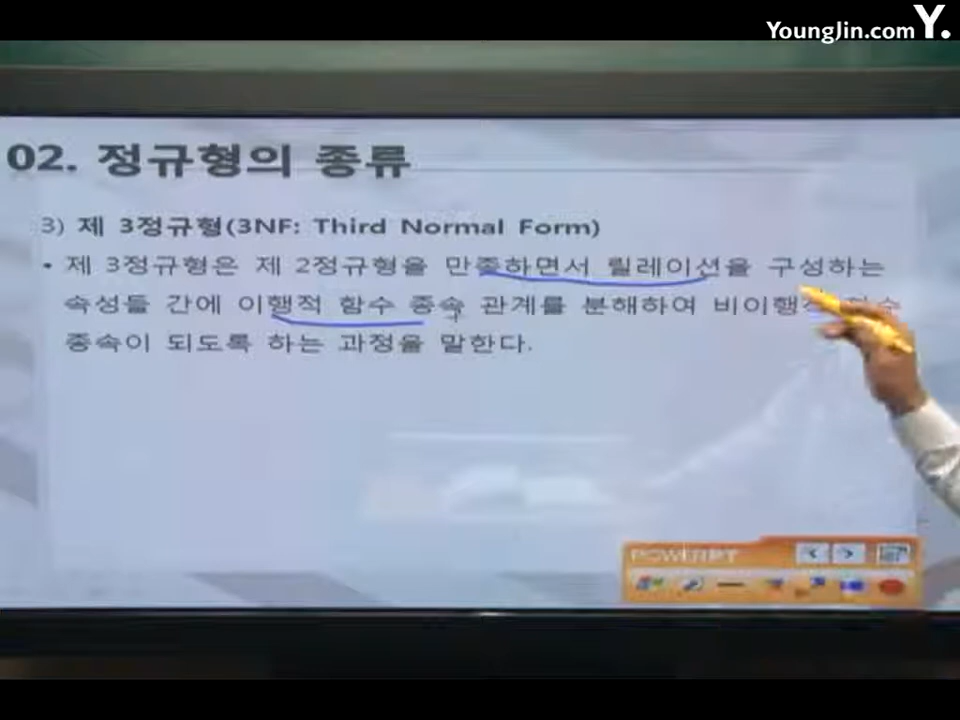 YoungJin.com Y.
02. 정규형의 종류
3) 제 3정규형(3NF: Third Normal Form)
• 제 3정규형은 제 2정규형을 만족하면서 릴레이션을 구성하는
속성들 간에 이행적 함수 종속 관계를 분해하여 비이행적
종속이 되도록 하는 과정을 말한다.
POWERPT